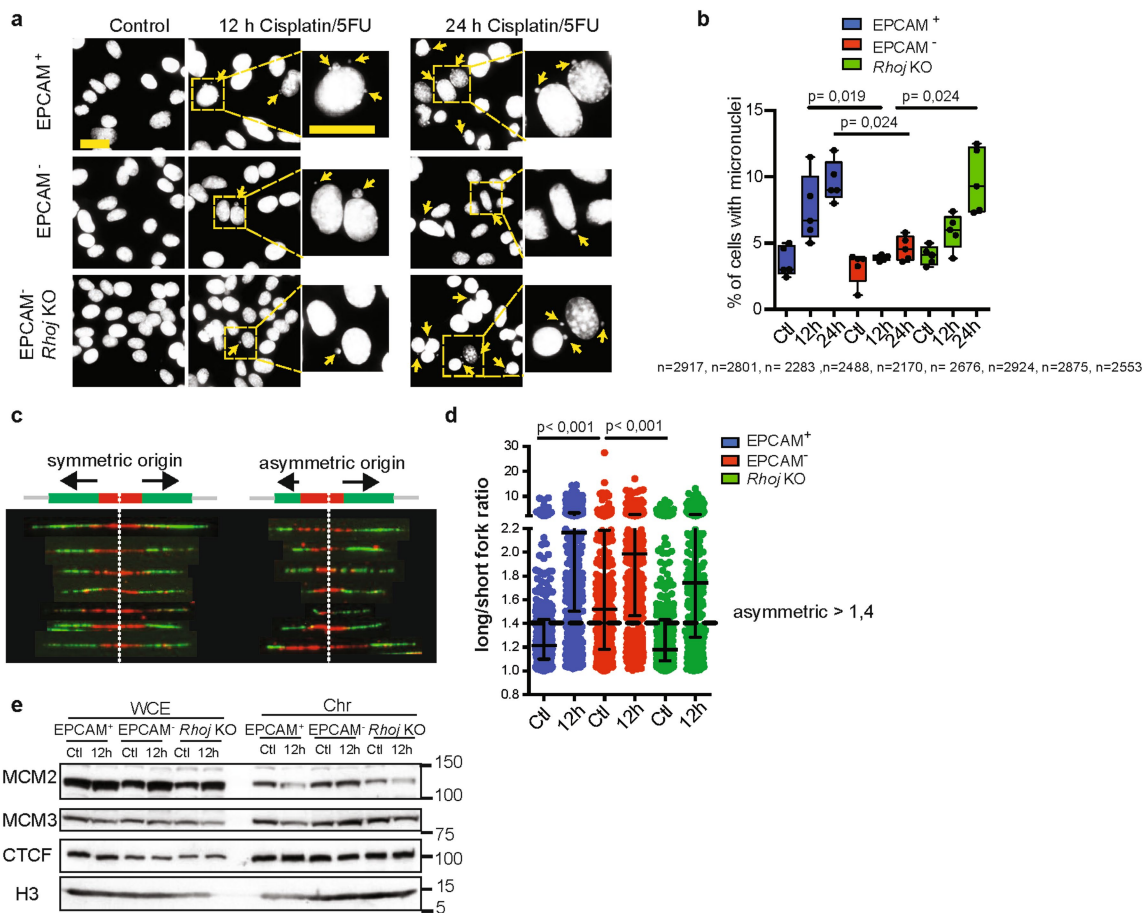 a
Control
12 h Cisplatin/5FU
24 h Cisplatin/5FU
EPCAM+
EPCAM-
EPCAM-
Rhoj KO
b
EPCAM +
EPCAM -
Rhoj KO
p= 0,019
p= 0,024
p= 0,024
% of cells with micronuclei
15
10
5
0
Ctl
12h
24h
Ctl
12h
24h
Ctl
12h
24h
n=2917, n=2801, n= 2283 ,n=2488, n=2170, n= 2676, n=2924, n=2875, n=2553
c
symmetric origin
asymmetric origin
d
p< 0,001
p< 0,001
EPCAM+
EPCAM-
Rhoj KO
long/short fork ratio
30
20
10
2.2
2.0
1.8
1.6
1.4
1.2
1.0
0.8
asymmetric > 1,4
Ctl
12h
Ctl
12h
Ctl
12h
e
WCE
Chr
EPCAM+ EPCAM- Rhoj KO
EPCAM+ EPCAM- Rhoj KO
Ctl 12h Ctl 12h Ctl 12h
Ctl 12h Ctl 12h Ctl 12h
MCM2
150
100
MCM3
75
CTCF
100
H3
15
5